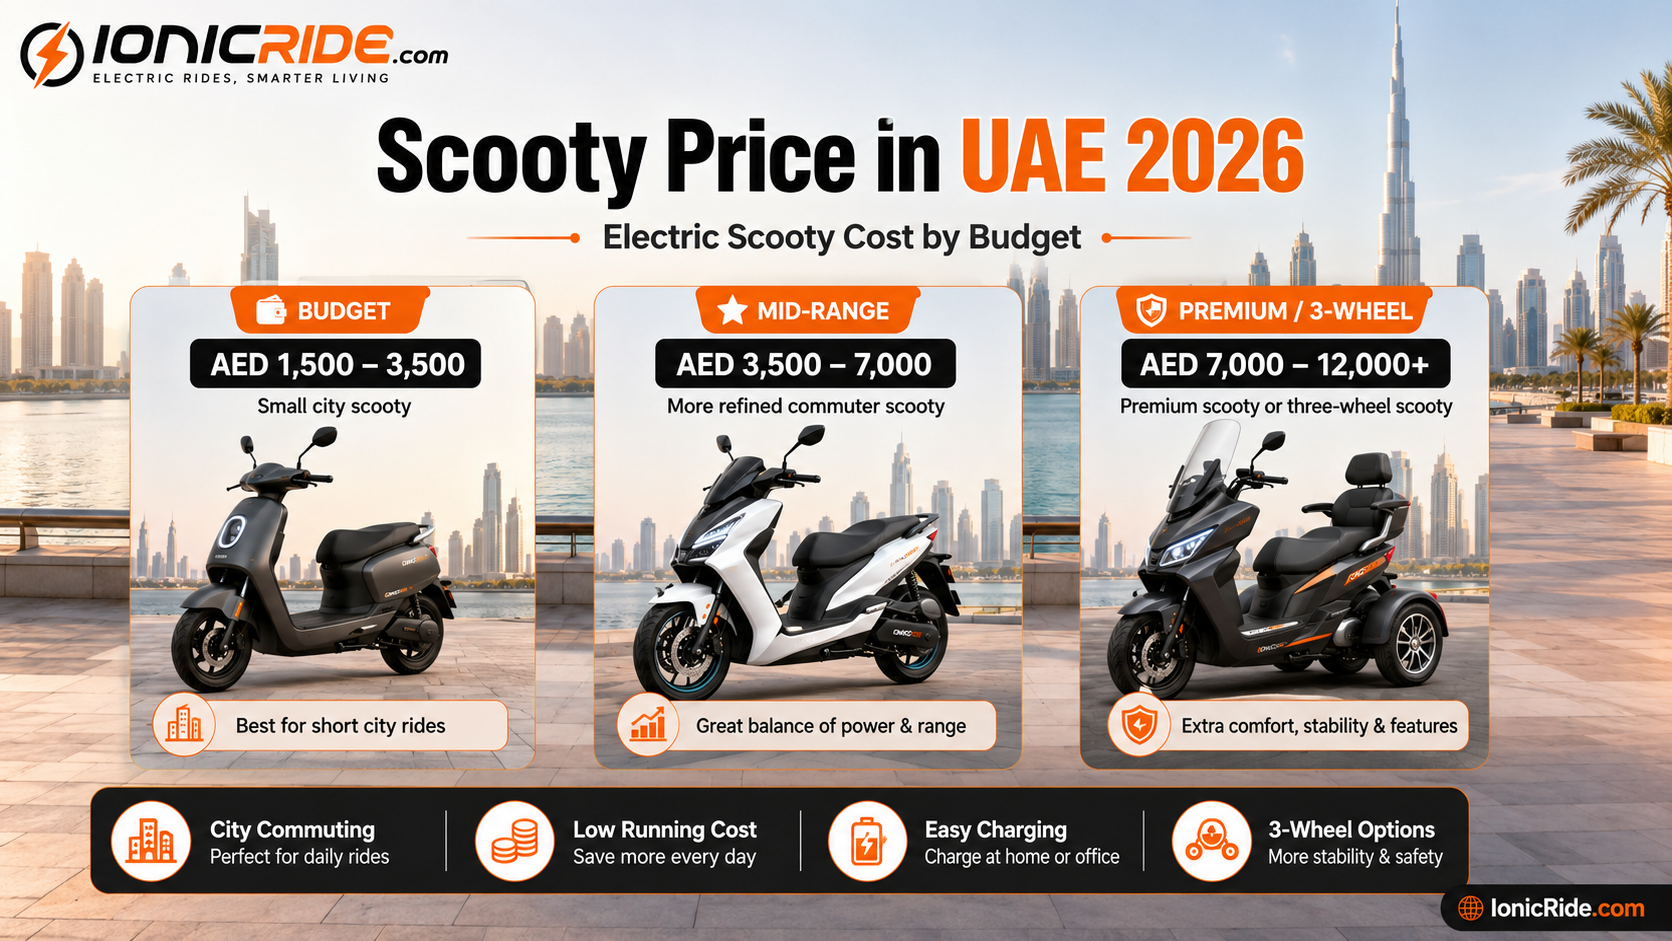 IONICRIDE.com
ELECTRIC RIDES, SMARTER LIVING
Scooty Price in UAE 2026
Electric Scooty Cost by Budget
BUDGET
AED 1,500 – 3,500
Small city scooty
Best for short city rides
MID-RANGE
AED 3,500 – 7,000
More refined commuter scooty
Great balance of power & range
PREMIUM / 3-WHEEL
AED 7,000 – 12,000+
Premium scooty or three-wheel scooty
Extra comfort, stability & features
City Commuting
Perfect for daily rides
Low Running Cost
Save more every day
Easy Charging
Charge at home or office
3-Wheel Options
More stability & safety
IonicRide.com